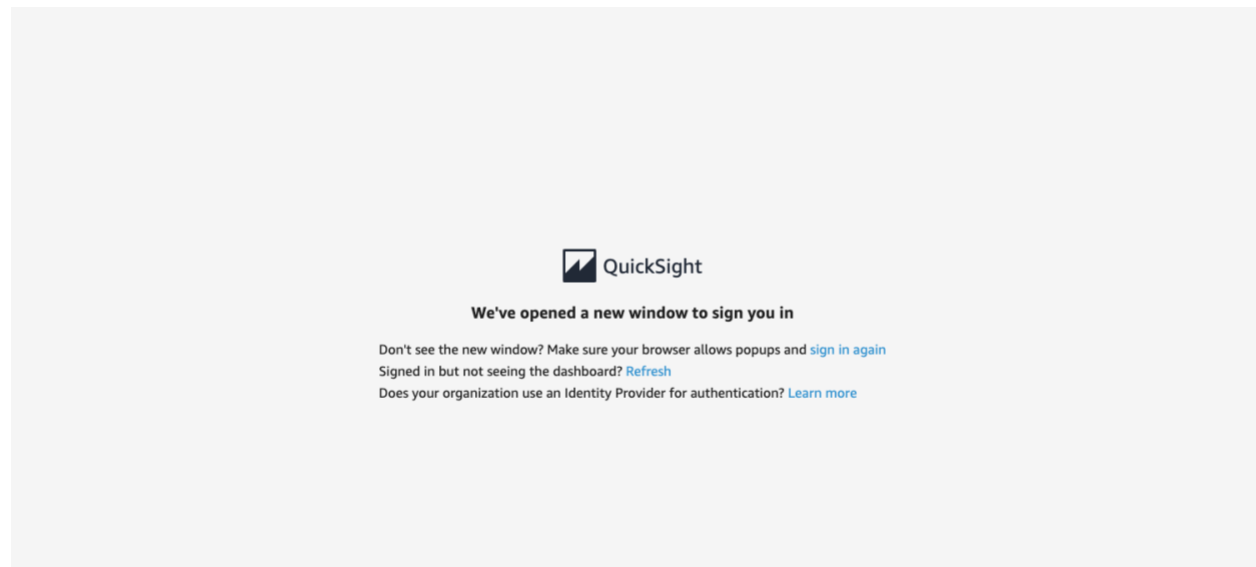 QuickSight
We've opened a new window to sign you in
Don't see the new window? Make sure your browser allows popups and sign in again
Signed in but not seeing the dashboard? Refresh
Does your organization use an Identity Provider for authentication? Learn more